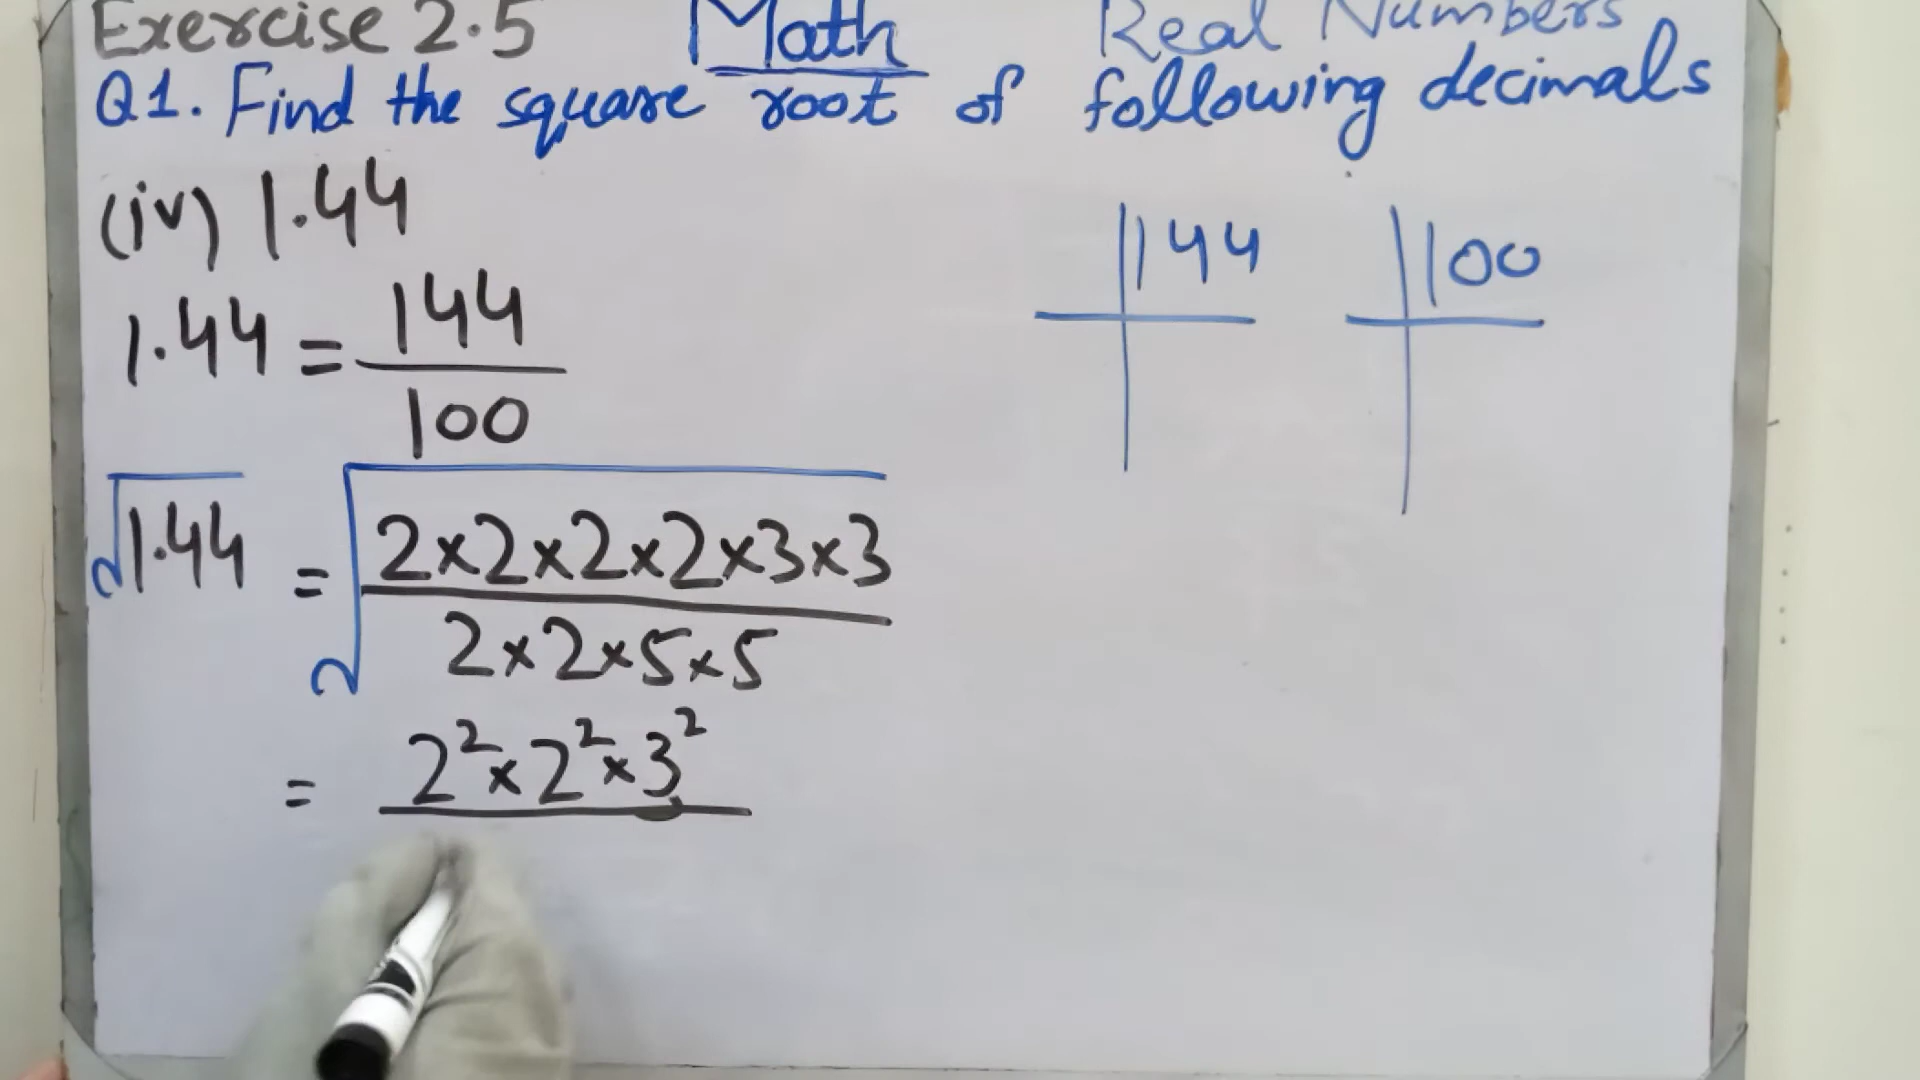 Exercise 2.5 Math Real Numbers
Q1. Find the square root of following decimals
(iv) 1.44
144 100
1.44 = 144/100
√1.44 = √(2×2×2×2×3×3 / 2×2×5×5)
= 2²×2²×3²